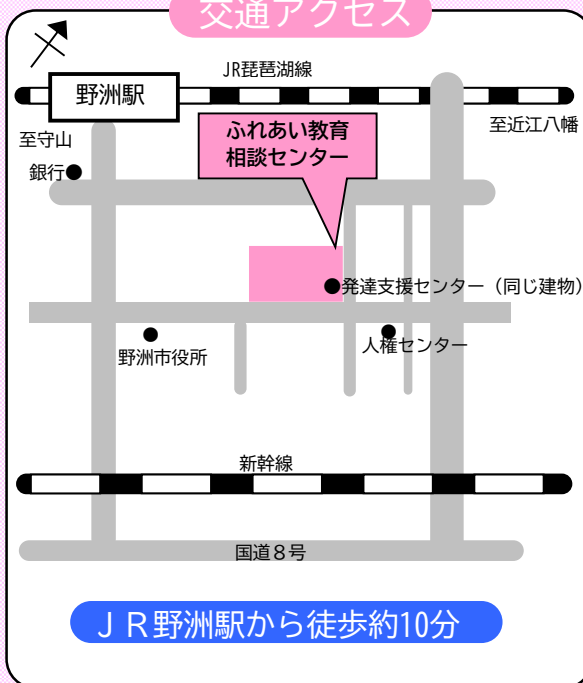 交通アクセス
JR琵琶湖線
野洲駅
至近江八幡
至守山
ふれあい教育
相談センター
銀行
発達支援センター（同じ建物）
人権センター
野洲市役所
新幹線
国道８号
ＪＲ野洲駅から徒歩約10分